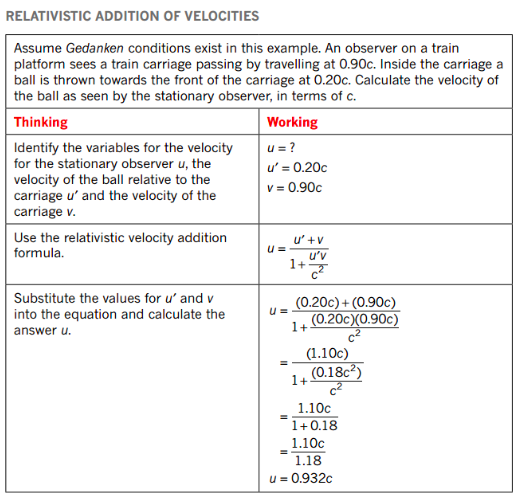 RELATIVISTIC ADDITION OF VELOCITIES
Assume Gedanken conditions exist in this example. An observer on a train
platform sees a train carriage passing by travelling at 0.90c. Inside the carriage a
ball is thrown towards the front of the carriage at 0.20c. Calculate the velocity of
the ball as seen by the stationary observer, in terms of c.
Thinking
Working
Identify the variables for the velocity
for the stationary observer u, the
velocity of the ball relative to the
carriage u′ and the velocity of the
carriage v.
u = ?
u′ = 0.20c
v = 0.90c
Use the relativistic velocity addition
formula.
u = (u′ + v) / (1 + u′v / c²)
Substitute the values for u′ and v
into the equation and calculate the
answer u.
u = ((0.20c) + (0.90c)) / (1 + (0.20c)(0.90c) / c²)
= (1.10c) / (1 + (0.18c²) / c²)
= 1.10c / (1 + 0.18)
= 1.10c / 1.18
u = 0.932c